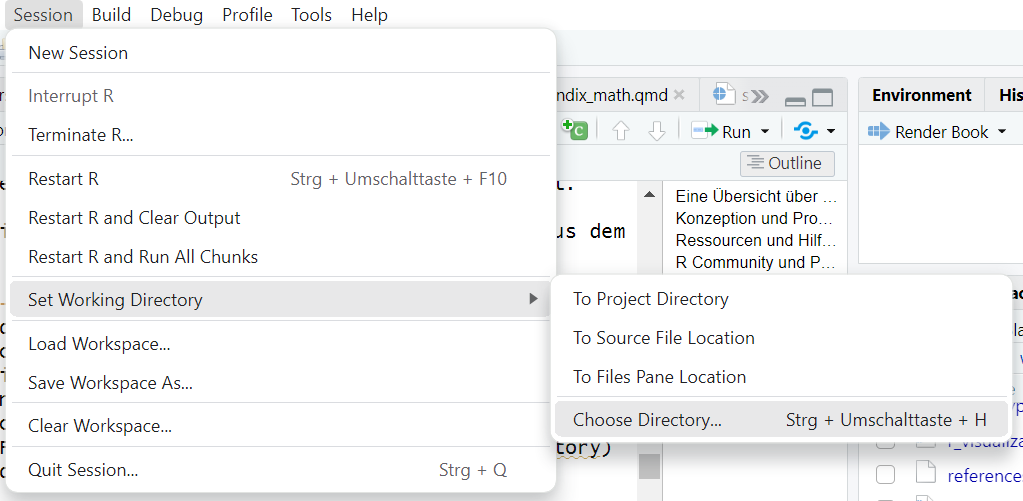 Session Build Debug Profile Tools Help
New Session
Interrupt R
Terminate R...
Restart R Strg + Umschalttaste + F10
Restart R and Clear Output
Restart R and Run All Chunks
Set Working Directory
Load Workspace...
Save Workspace As...
Clear Workspace...
Quit Session... Strg + Q
To Project Directory
To Source File Location
To Files Pane Location
Choose Directory... Strg + Umschalttaste + H
ndix_math.qmd
Run
Outline
us dem
tory)
Eine Übersicht über ...
Konzeption und Pro...
Ressourcen und Hilf...
R Community und P...
Environment His
Render Book
r_visualiza
reference